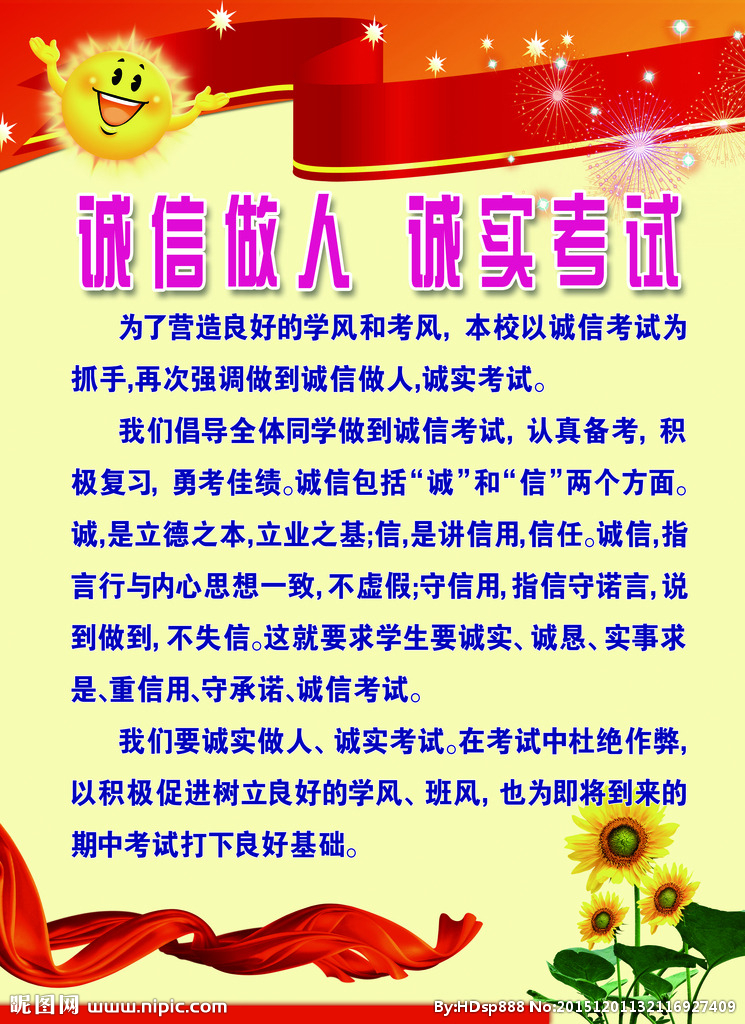 诚信做人 诚实考试
为了营造良好的学风和考风, 本校以诚信考试为
抓手,再次强调做到诚信做人,诚实考试。
我们倡导全体同学做到诚信考试, 认真备考, 积
极复习, 勇考佳绩。诚信包括“诚”和“信”两个方面。
诚,是立德之本,立业之基;信,是讲信用,信任。诚信,指
言行与内心思想一致, 不虚假;守信用, 指信守诺言, 说
到做到, 不失信。这就要求学生要诚实、诚恳、实事求
是、重信用、守承诺、诚信考试。
我们要诚实做人、诚实考试。在考试中杜绝作弊,
以积极促进树立良好的学风、班风, 也为即将到来的
期中考试打下良好基础。
昵图网 www.nipic.com
By:HDsp888 No.20151201132116927409